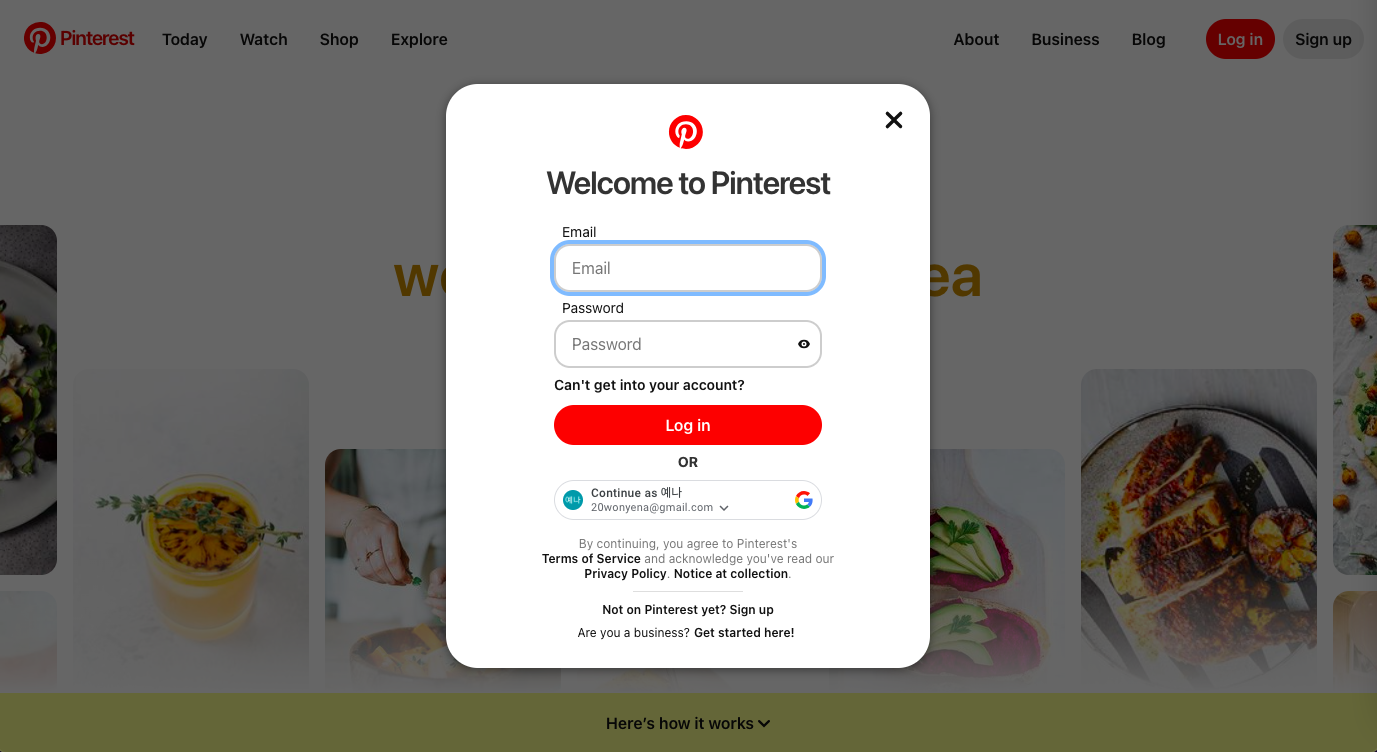 Pinterest
Today
Watch
Shop
Explore
About
Business
Blog
Log in
Sign up
Welcome to Pinterest
Email
Email
Password
Password
Can't get into your account?
Log in
OR
예나
Continue as 예나
20wonyena@gmail.com
By continuing, you agree to Pinterest's
Terms of Service and acknowledge you've read our
Privacy Policy. Notice at collection.
Not on Pinterest yet? Sign up
Are you a business? Get started here!
Here's how it works